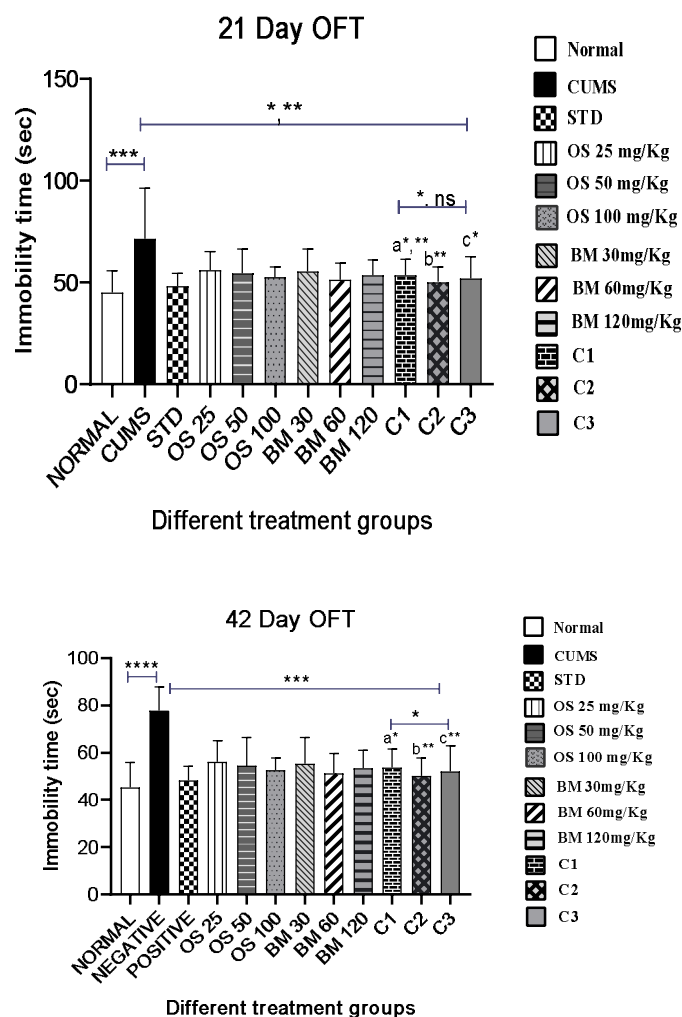 21 Day OFT
Immobility time (sec)
150
100
50
0
***
*,**
*. ns
a*,**
b**
c*
NORMAL
CUMS
STD
OS 25
OS 50
OS 100
BM 30
BM 60
BM 120
C1
C2
C3
Different treatment groups
Normal
CUMS
STD
OS 25 mg/Kg
OS 50 mg/Kg
OS 100 mg/Kg
BM 30mg/Kg
BM 60mg/Kg
BM 120mg/Kg
C1
C2
C3
42 Day OFT
Immobility time (sec)
100
80
60
40
20
0
****
***
*
a*
b**
c**
NORMAL
NEGATIVE
POSITIVE
OS 25
OS 50
OS 100
BM 30
BM 60
BM 120
C1
C2
C3
Different treatment groups
Normal
CUMS
STD
OS 25 mg/Kg
OS 50 mg/Kg
OS 100 mg/Kg
BM 30mg/Kg
BM 60mg/Kg
BM 120mg/Kg
C1
C2
C3